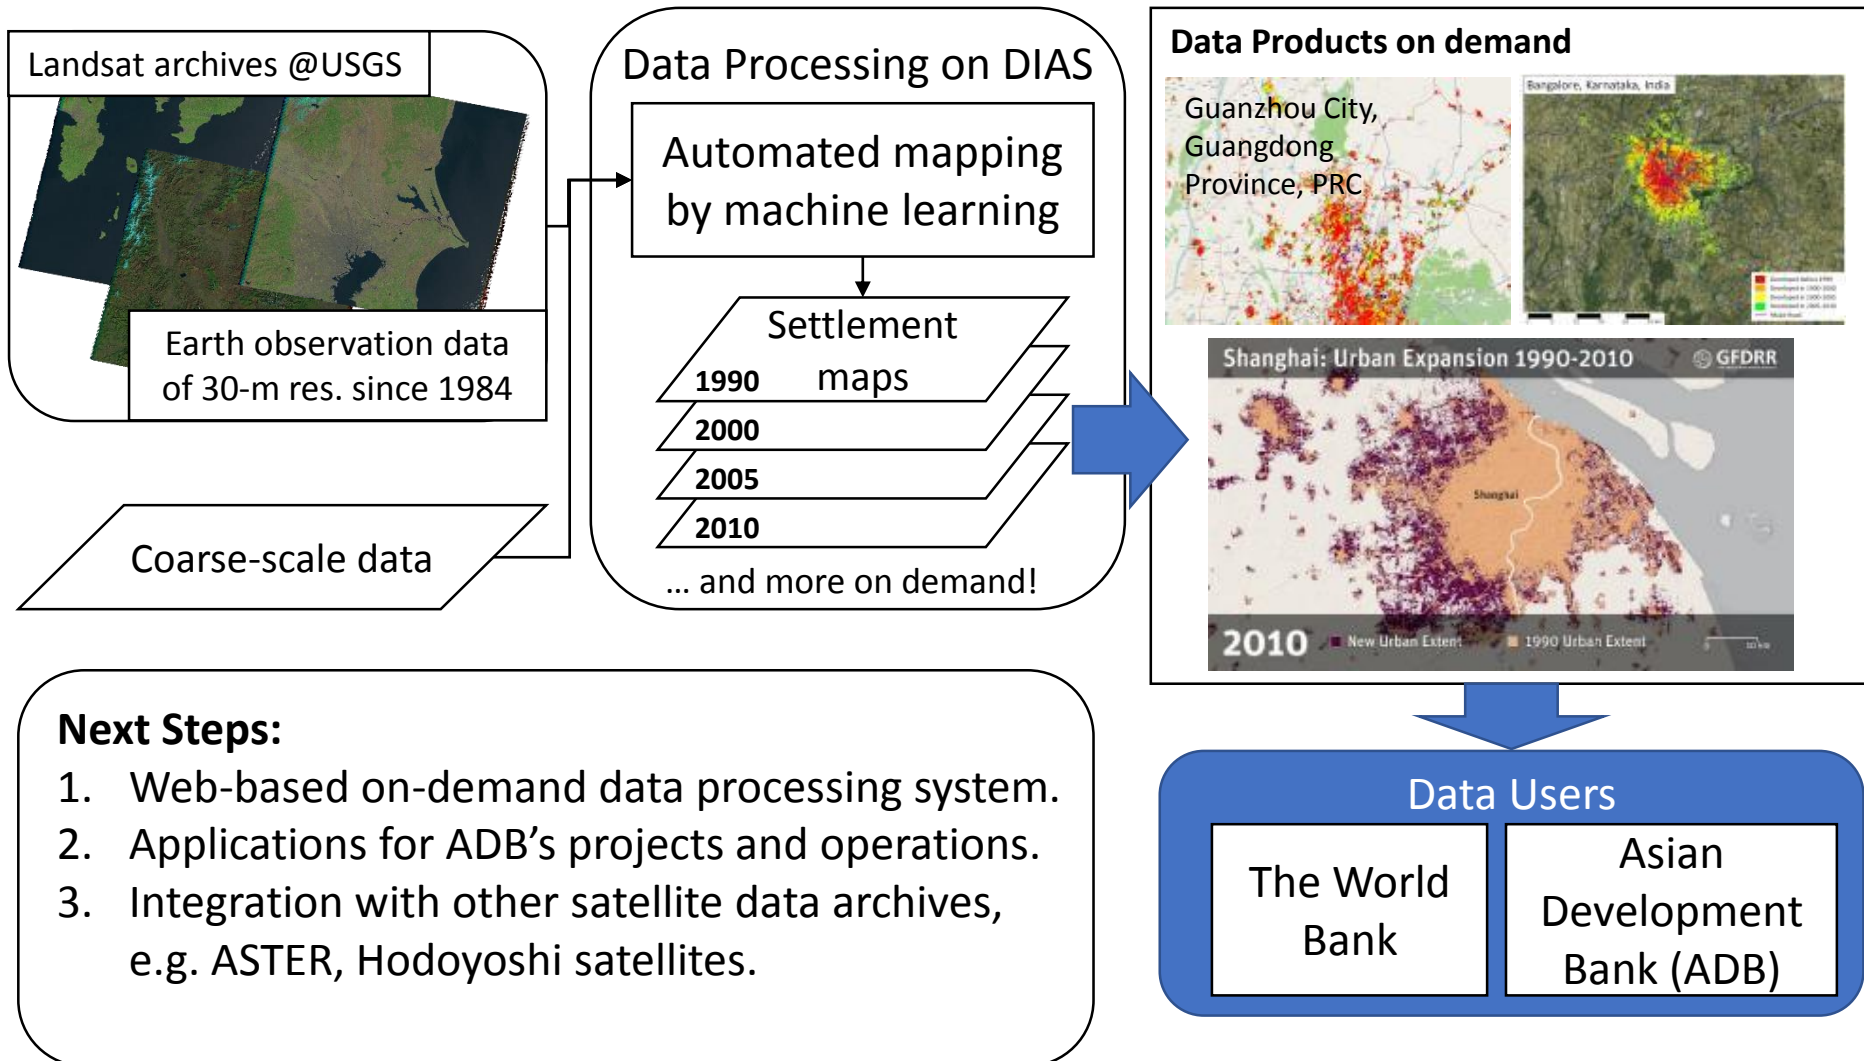 Landsat archives @USGS
Earth observation data
of 30-m res. since 1984
Coarse-scale data
Data Processing on DIAS
Automated mapping
by machine learning
Settlement
maps
1990
2000
2005
2010
... and more on demand!
Data Products on demand
Guanzhou City,
Guangdong
Province, PRC
Bangalore, Karnataka, India
Shanghai: Urban Expansion 1990-2010
GFDRR
Shanghai
2010
New Urban Extent
1990 Urban Extent
Next Steps:
1. Web-based on-demand data processing system.
2. Applications for ADB’s projects and operations.
3. Integration with other satellite data archives,
e.g. ASTER, Hodoyoshi satellites.
Data Users
The World
Bank
Asian
Development
Bank (ADB)